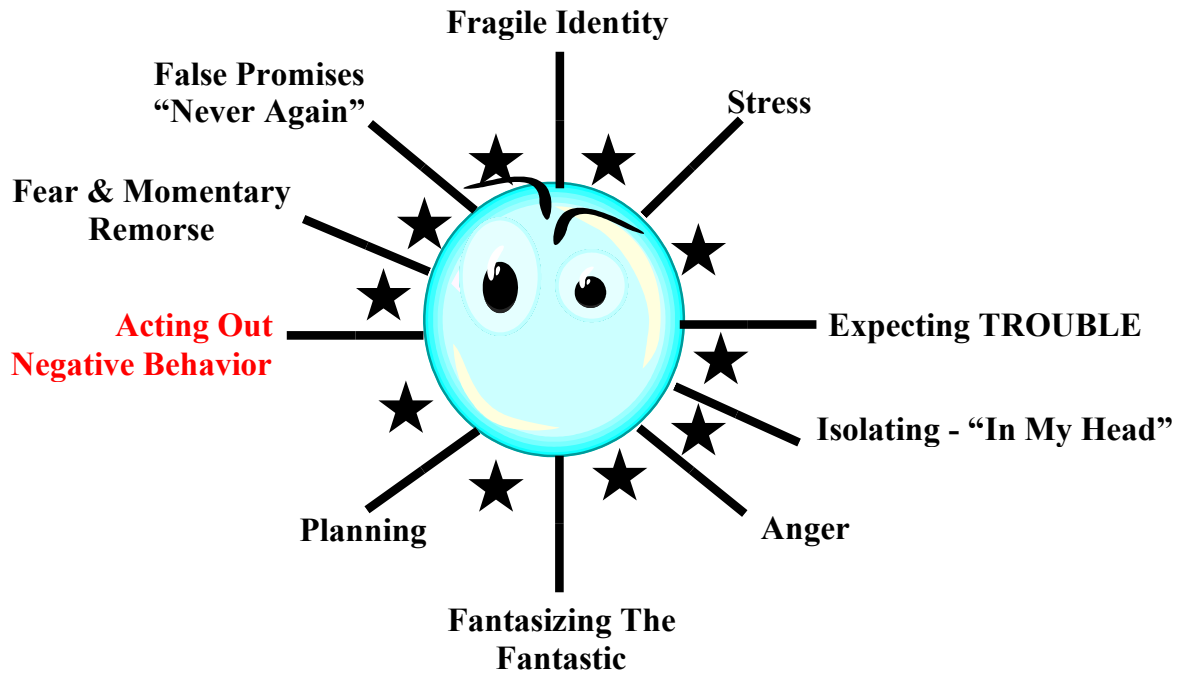 Fragile Identity
Stress
Expecting TROUBLE
Isolating - “In My Head”
Anger
Fantasizing The
Fantastic
Planning
Acting Out
Negative Behavior
Fear & Momentary
Remorse
False Promises
“Never Again”